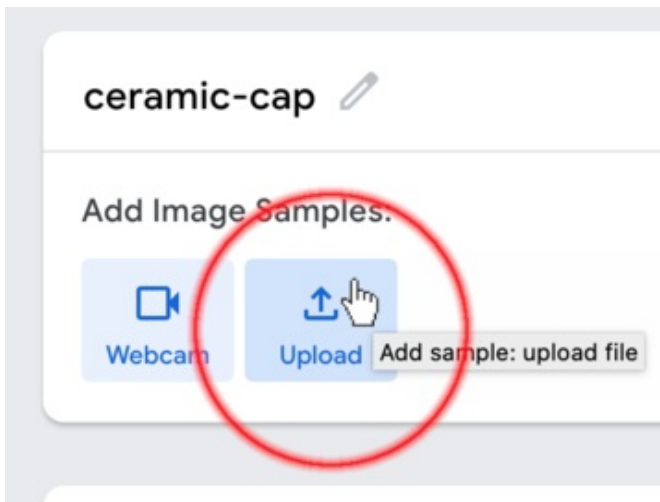 ceramic-cap
Add Image Samples:
Webcam
Upload
Add sample: upload file